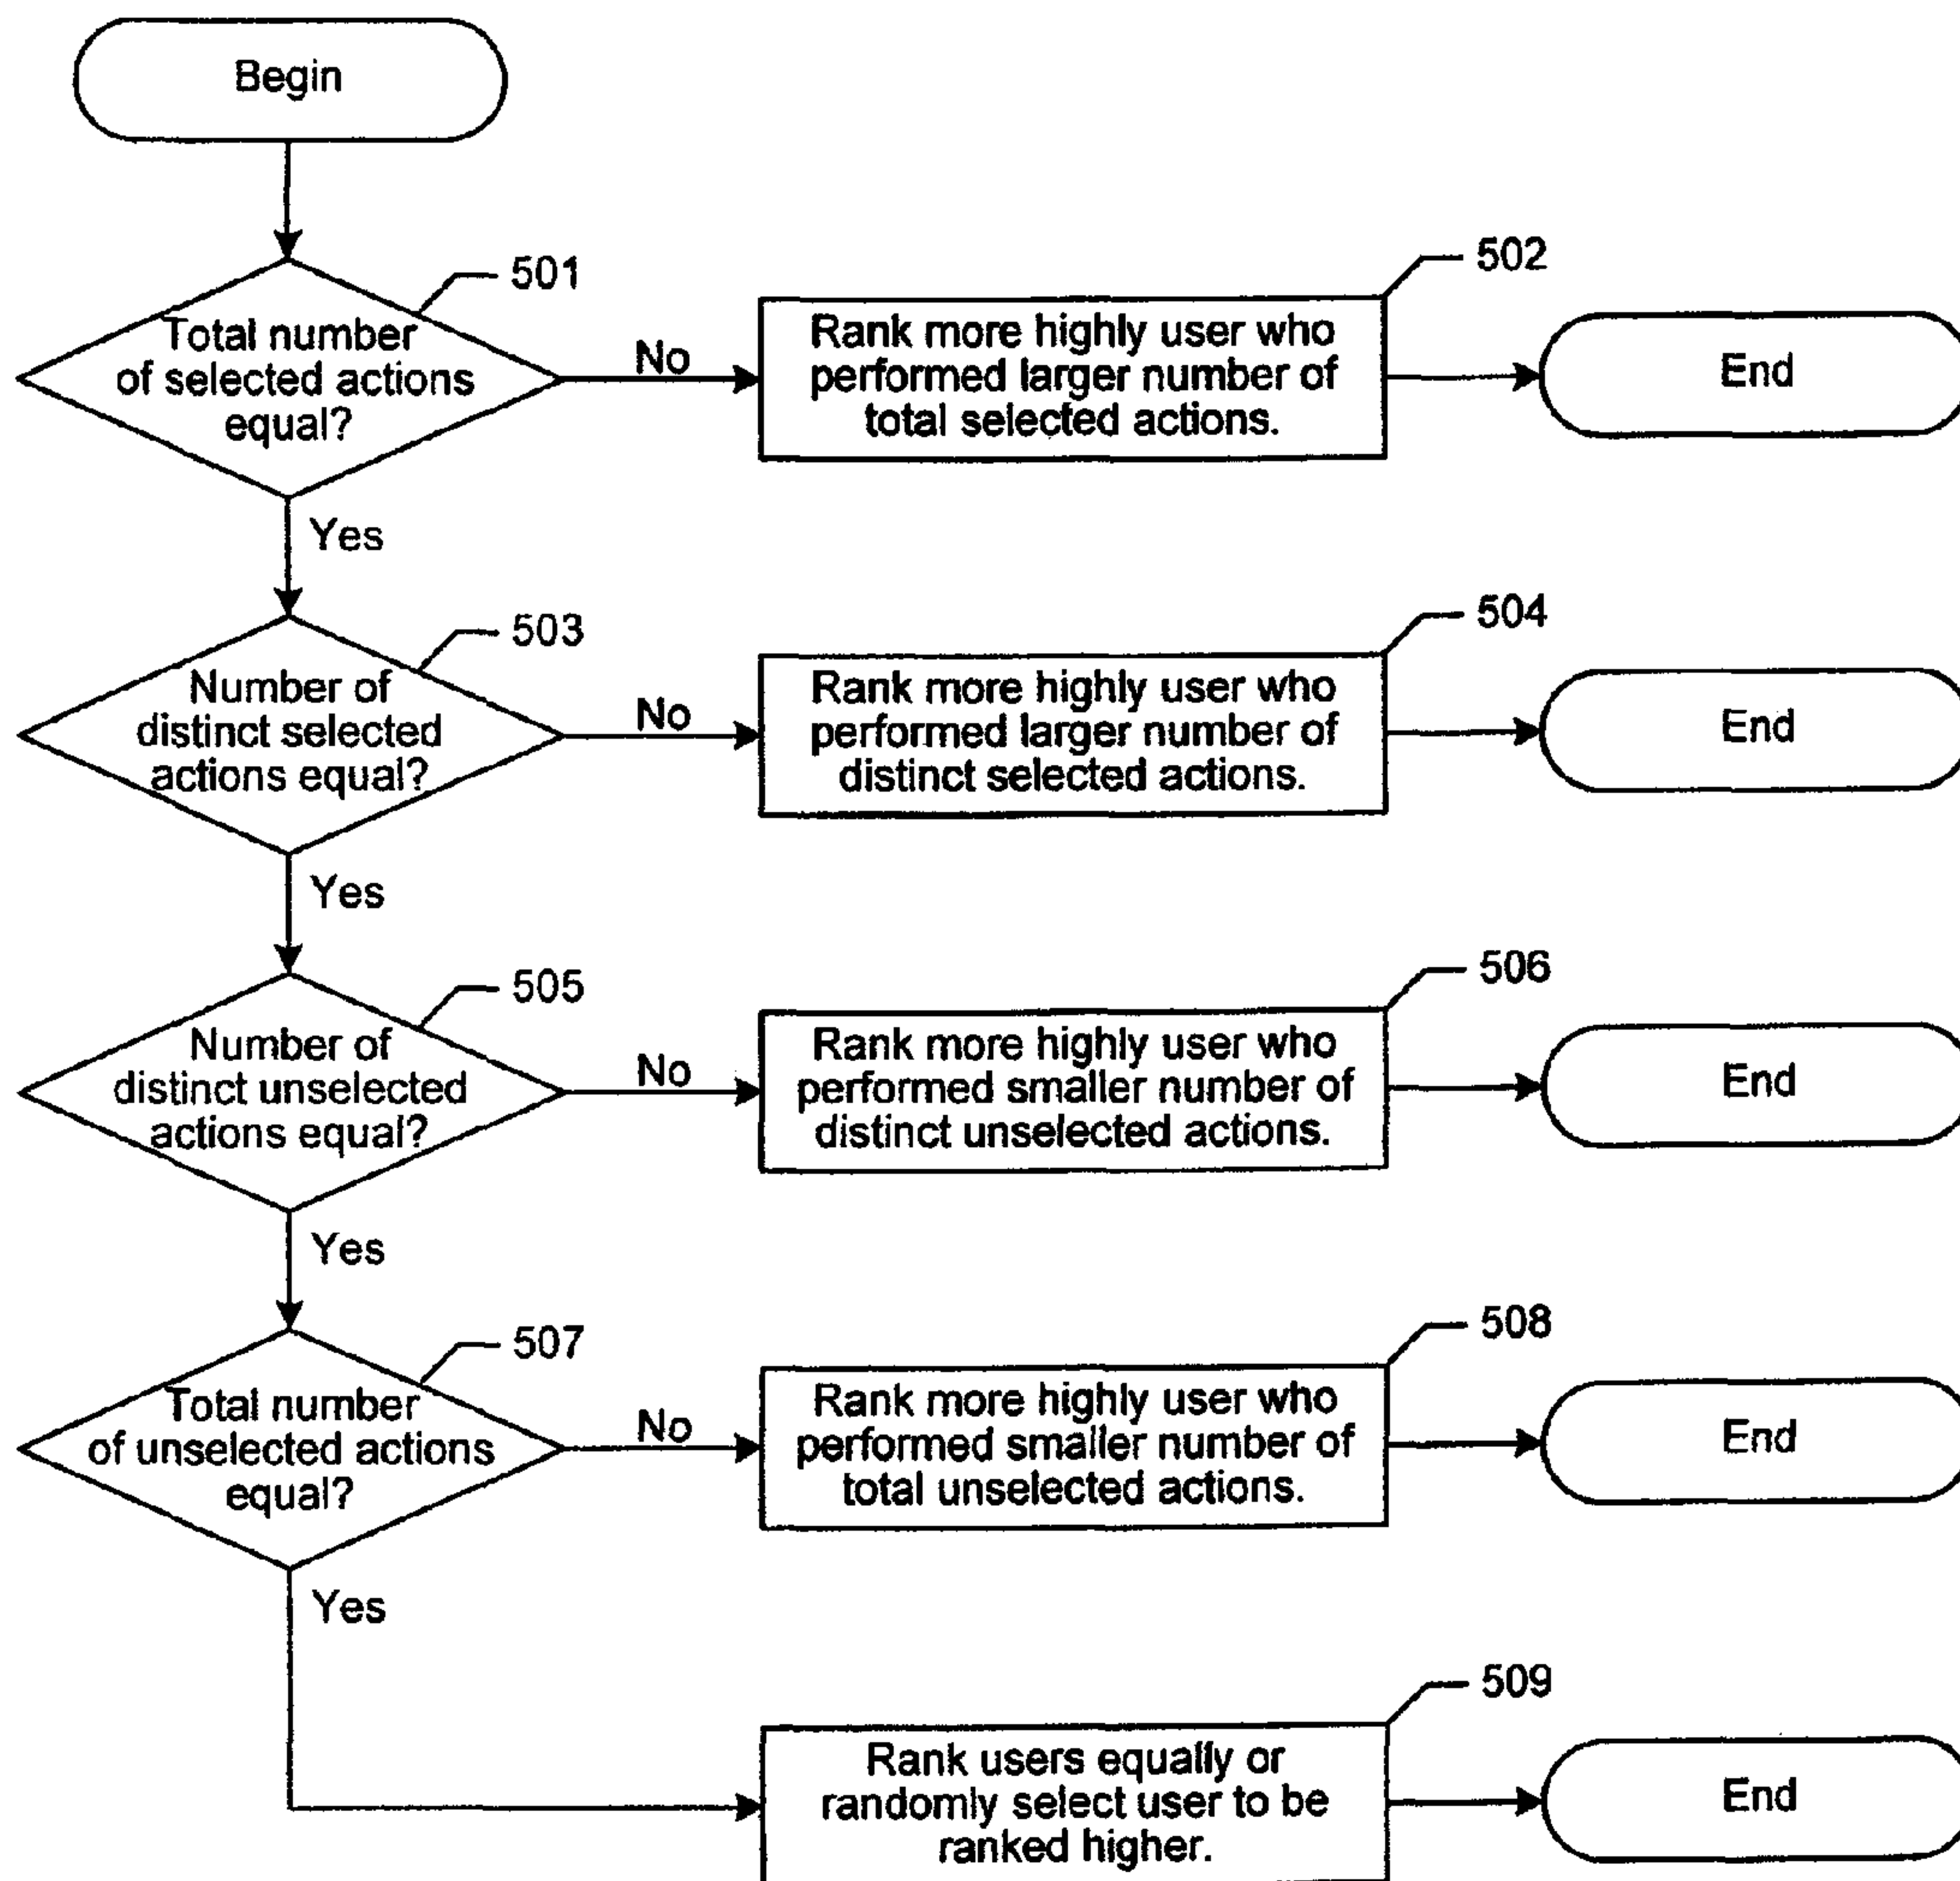 Begin
501
Total number
of selected actions
equal?
No
502
Rank more highly user who
performed larger number of
total selected actions.
End
Yes
503
Number of
distinct selected
actions equal?
No
504
Rank more highly user who
performed larger number of
distinct selected actions.
End
Yes
505
Number of
distinct unselected
actions equal?
No
506
Rank more highly user who
performed smaller number of
distinct unselected actions.
End
Yes
507
Total number
of unselected actions
equal?
No
508
Rank more highly user who
performed smaller number of
total unselected actions.
End
Yes
509
Rank users equally or
randomly select user to be
ranked higher.
End